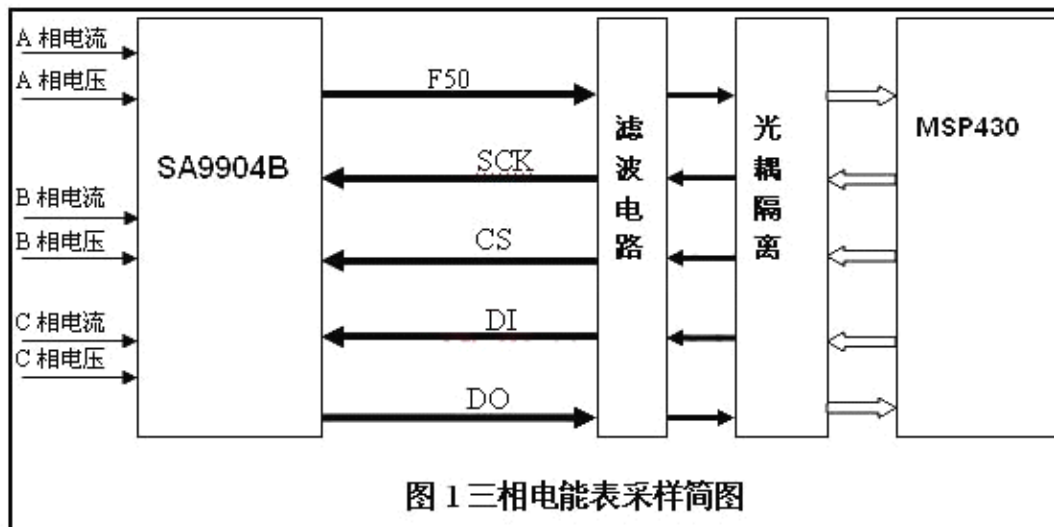 A 相电流
A 相电压
B 相电流
B 相电压
C 相电流
C 相电压
SA9904B
F50
SCK
CS
DI
DO
滤波电路
光耦隔离
MSP430
图 1 三相电能表采样简图